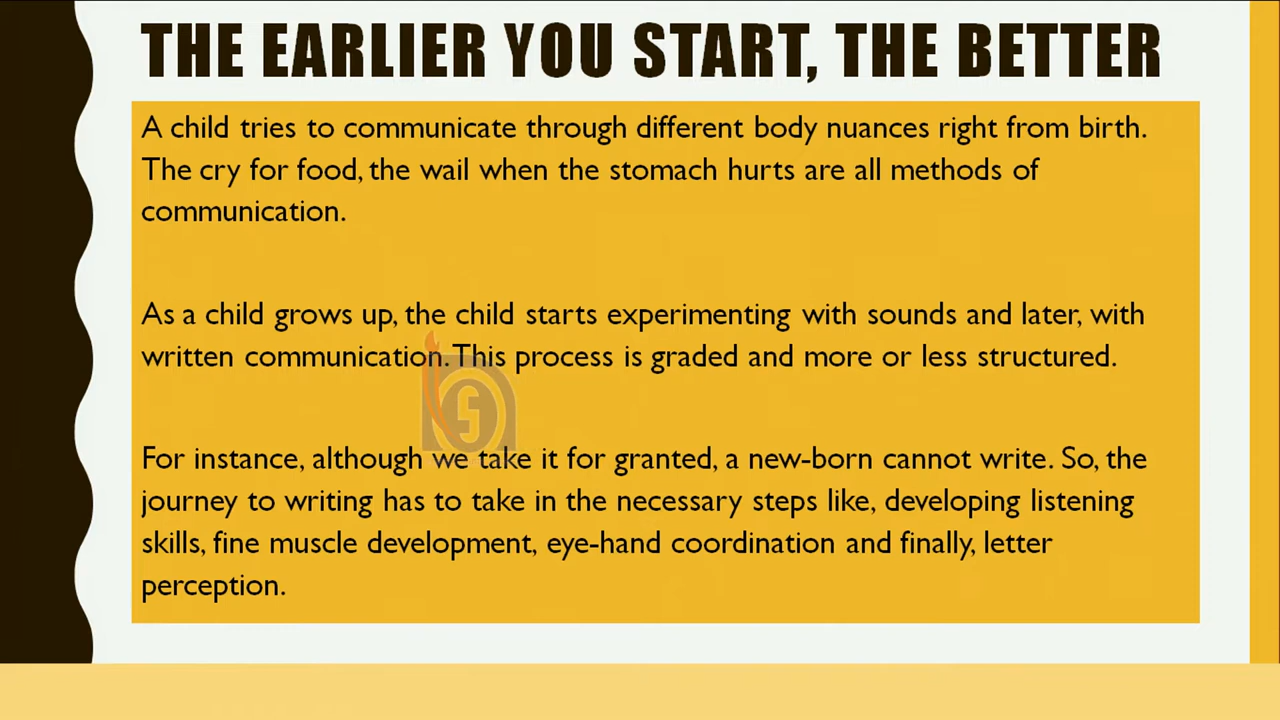 THE EARLIER YOU START, THE BETTER
A child tries to communicate through different body nuances right from birth.
The cry for food, the wail when the stomach hurts are all methods of
communication.
As a child grows up, the child starts experimenting with sounds and later, with
written communication. This process is graded and more or less structured.
For instance, although we take it for granted, a new-born cannot write. So, the
journey to writing has to take in the necessary steps like, developing listening
skills, fine muscle development, eye-hand coordination and finally, letter
perception.